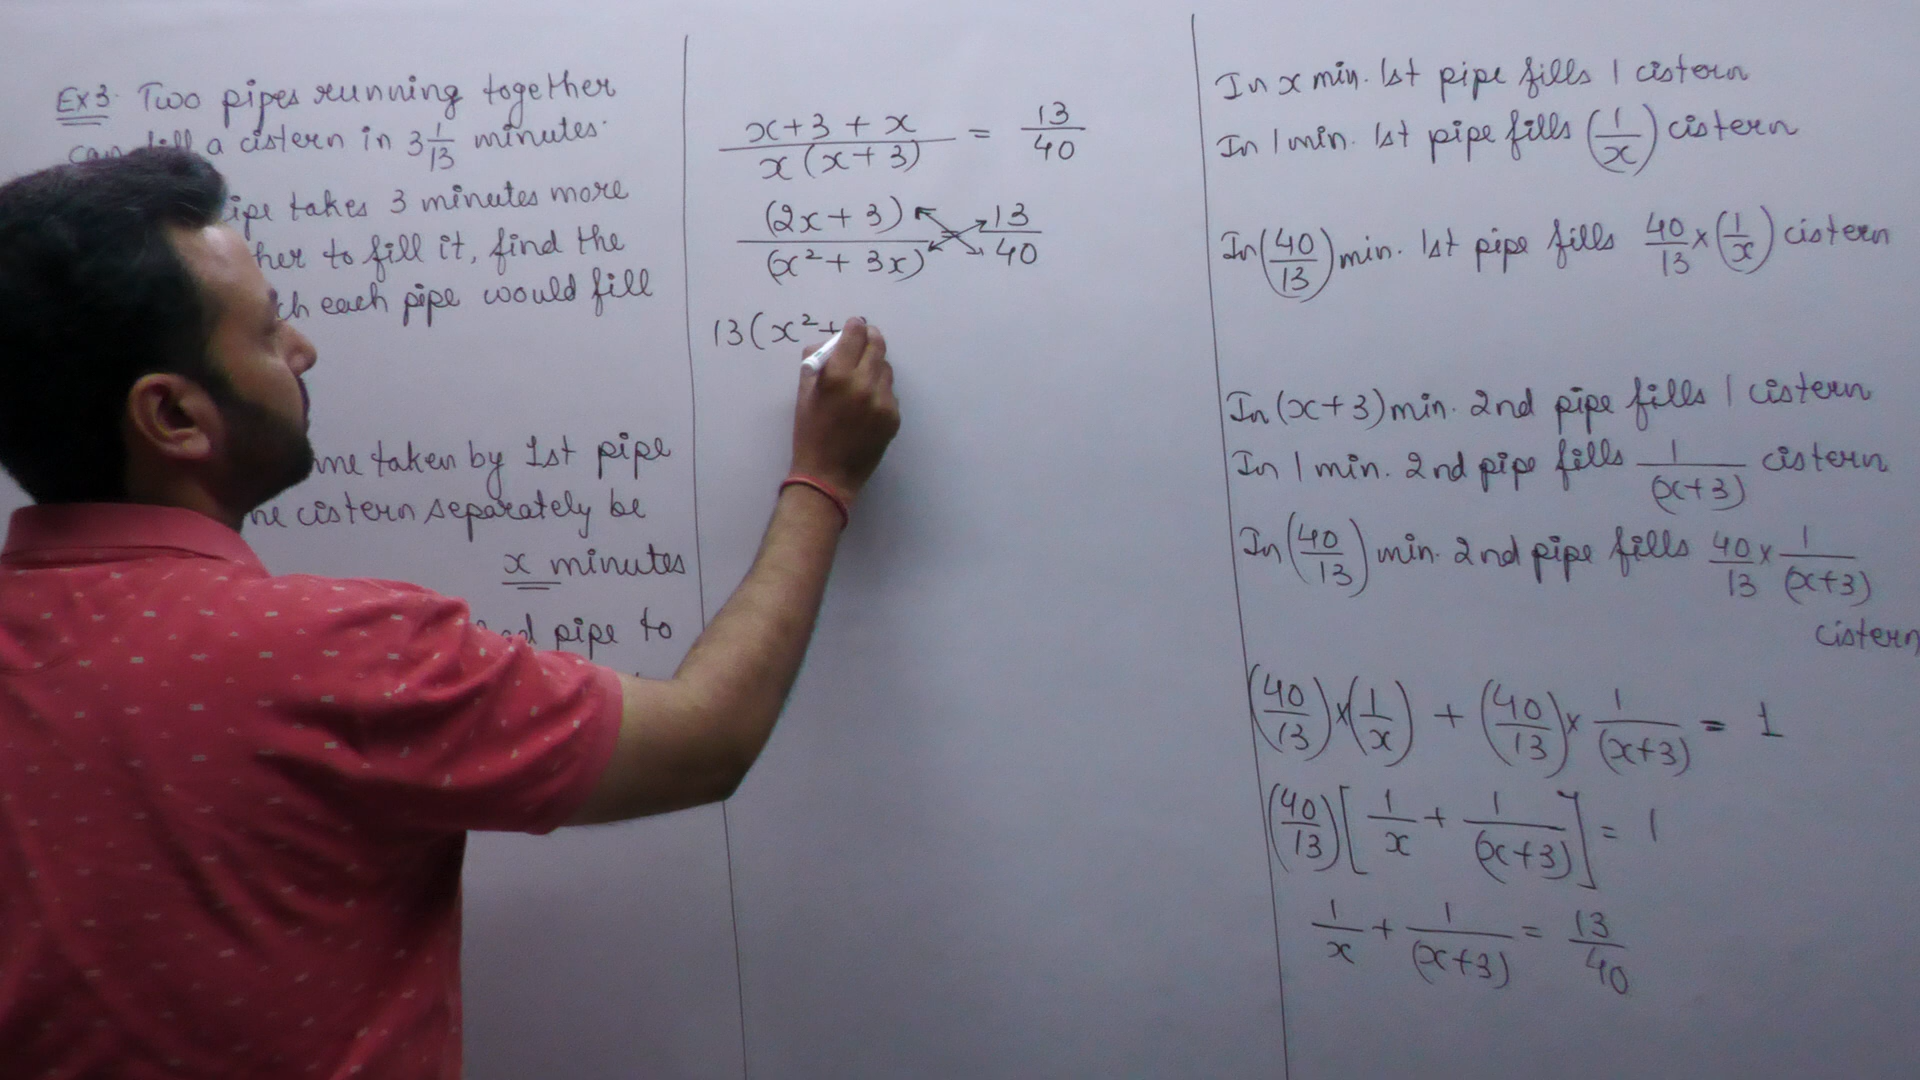 Ex3. Two pipes running together
can fill a cistern in 3 1/13 minutes.
pipe takes 3 minutes more
to fill it, find the
each pipe would fill
taken by 1st pipe
cistern separately be
x minutes
pipe to
x+3 + x / x(x+3) = 13/40
(2x+3) / (x²+3x) = 13/40
13(x²+
In x min. 1st pipe fills 1 cistern
In 1 min. 1st pipe fills (1/x) cistern
In (40/13) min. 1st pipe fills 40/13 × (1/x) cistern
In (x+3) min. 2nd pipe fills 1 cistern
In 1 min. 2nd pipe fills 1/(x+3) cistern
In (40/13) min. 2nd pipe fills 40/13 × 1/(x+3)
cistern
(40/13)×(1/x) + (40/13)× 1/(x+3) = 1
(40/13)[1/x + 1/(x+3)] = 1
1/x + 1/(x+3) = 13/40